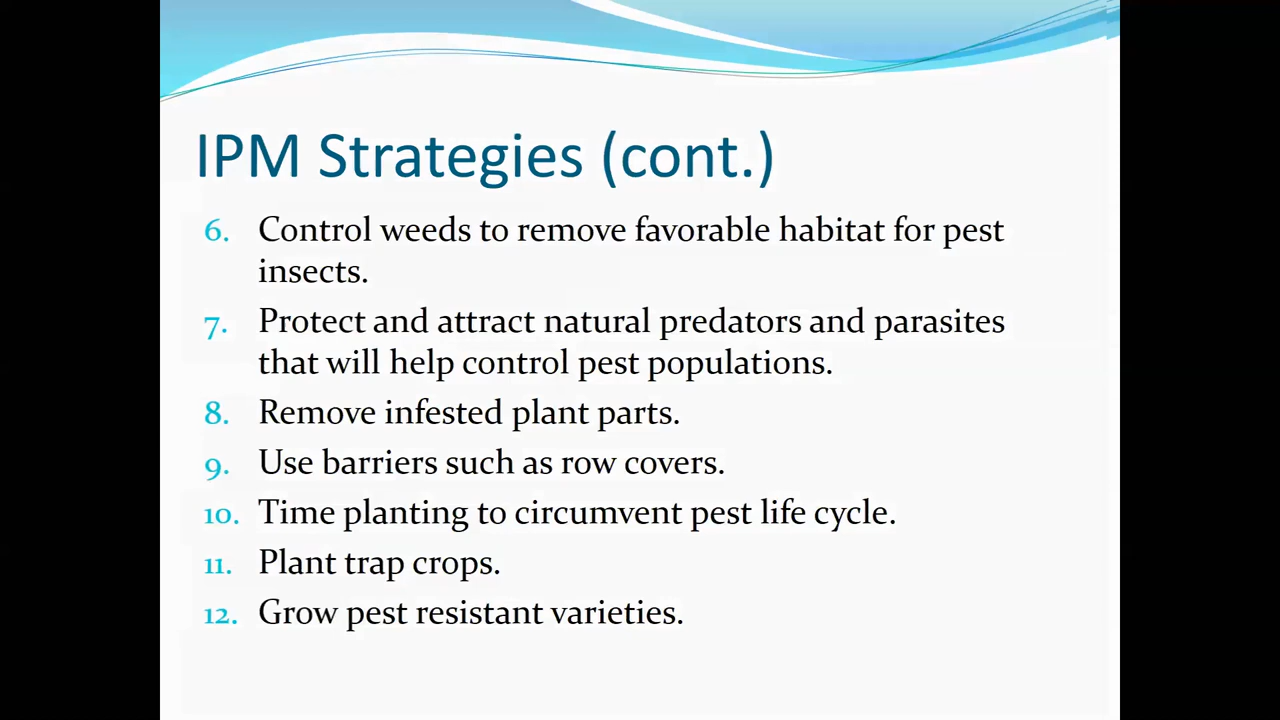 IPM Strategies (cont.)
6. Control weeds to remove favorable habitat for pest
insects.
7. Protect and attract natural predators and parasites
that will help control pest populations.
8. Remove infested plant parts.
9. Use barriers such as row covers.
10. Time planting to circumvent pest life cycle.
11. Plant trap crops.
12. Grow pest resistant varieties.